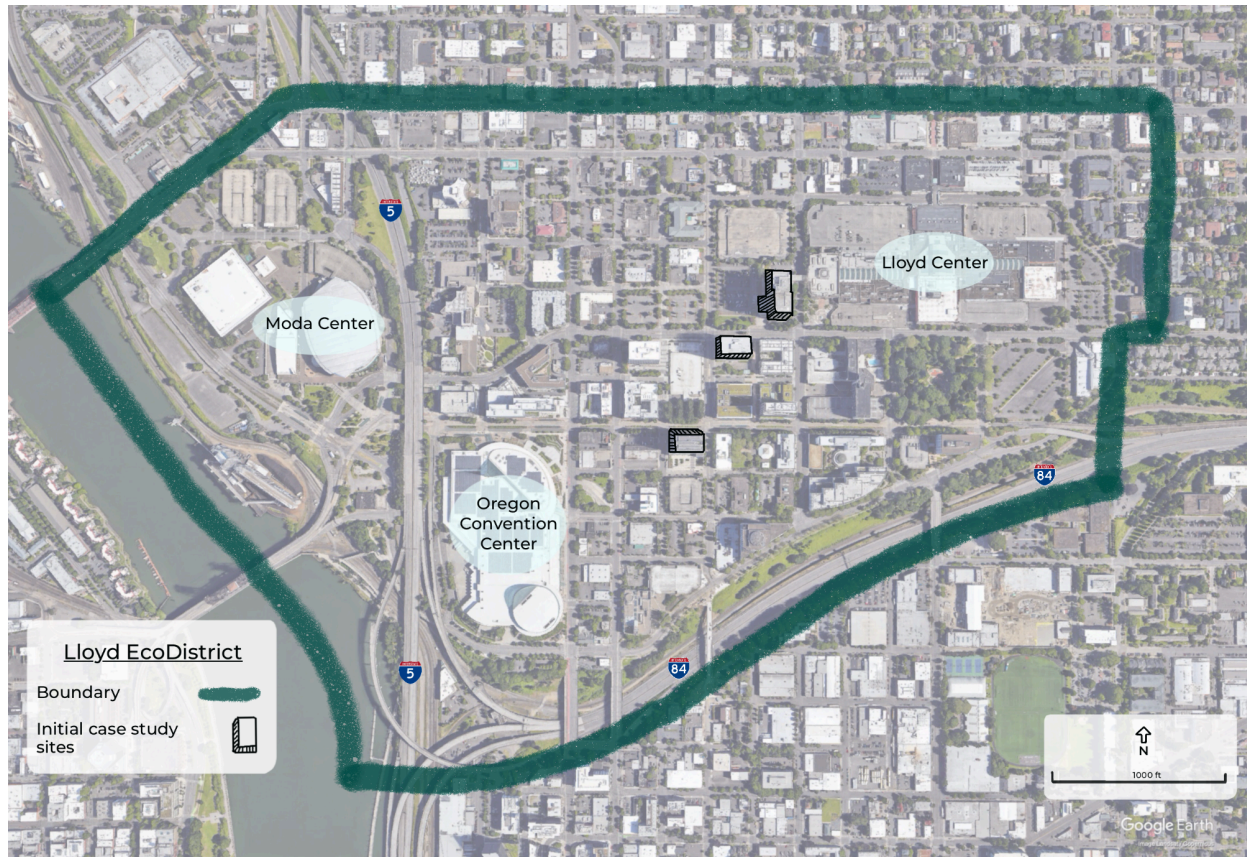 5
Lloyd Center
Moda Center
84
Oregon
Convention
Center
Lloyd EcoDistrict
Boundary
Initial case study
sites
5
84
N
1000 ft
Google Earth